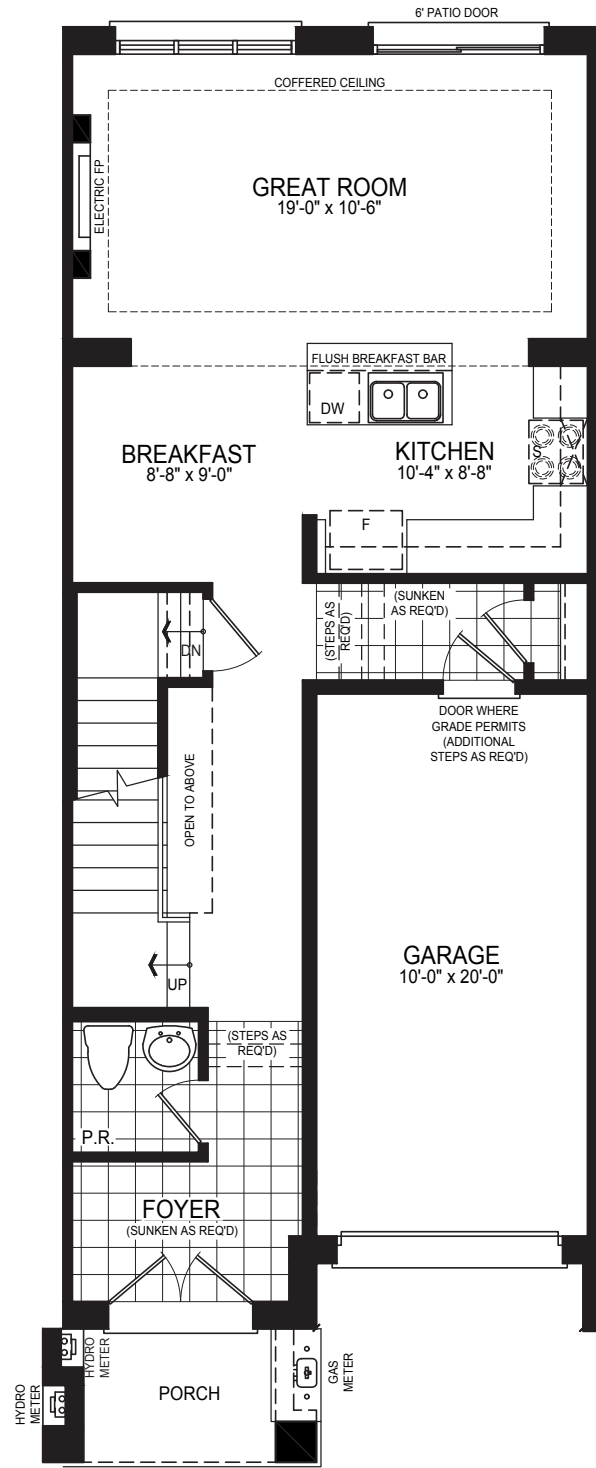 6' PATIO DOOR
COFFERED CEILING
ELECTRIC FP
GREAT ROOM
19'-0" x 10'-6"
FLUSH BREAKFAST BAR
DW
BREAKFAST
8'-8" x 9'-0"
KITCHEN
10'-4" x 8'-8"
S
F
DN
(STEPS AS
REQ'D)
(SUNKEN
AS REQ'D)
DOOR WHERE
GRADE PERMITS
(ADDITIONAL
STEPS AS REQ'D)
OPEN TO ABOVE
GARAGE
10'-0" x 20'-0"
UP
(STEPS AS
REQ'D)
P.R.
FOYER
(SUNKEN AS REQ'D)
HYDRO
METER
HYDRO
METER
PORCH
GAS
METER